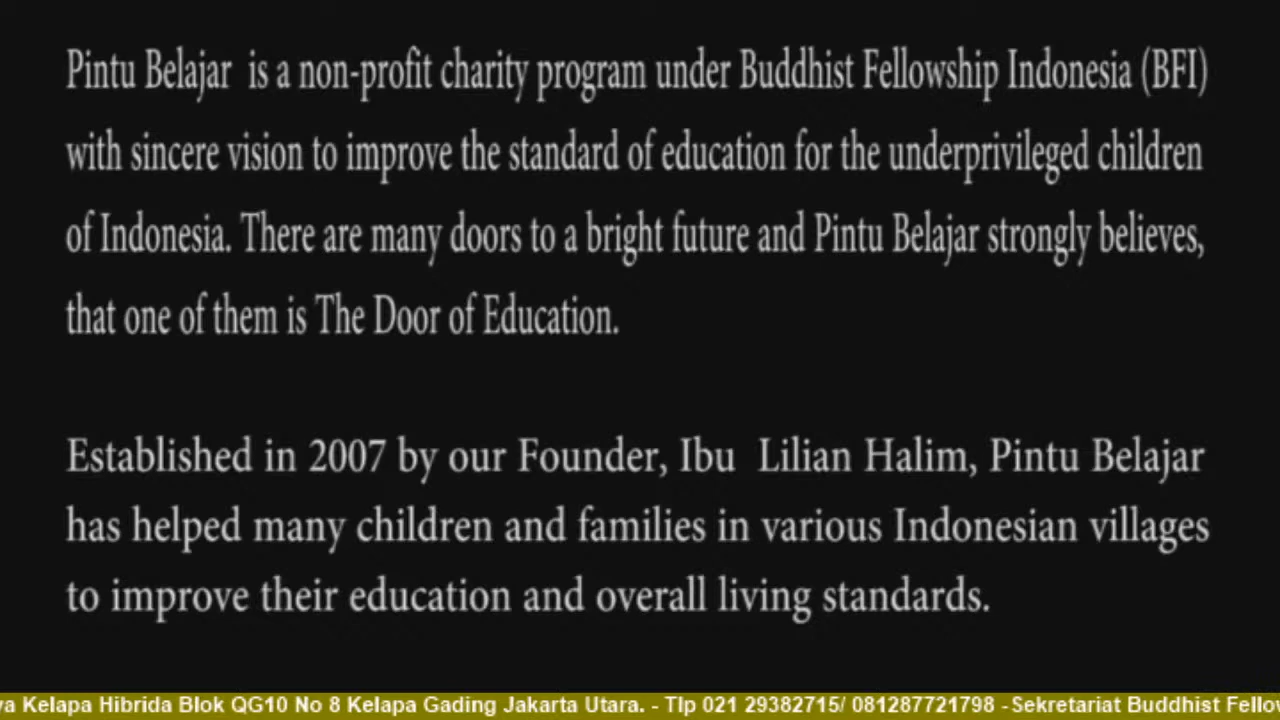 Pintu Belajar is a non-profit charity program under Buddhist Fellowship Indonesia (BFI)
with sincere vision to improve the standard of education for the underprivileged children
of Indonesia. There are many doors to a bright future and Pintu Belajar strongly believes,
that one of them is The Door of Education.
Established in 2007 by our Founder, Ibu Lilian Halim, Pintu Belajar
has helped many children and families in various Indonesian villages
to improve their education and overall living standards.
Kelapa Hibrida Blok QG10 No 8 Kelapa Gading Jakarta Utara. - Tlp 021 29382715/ 081287721798 - Sekretariat Buddhist